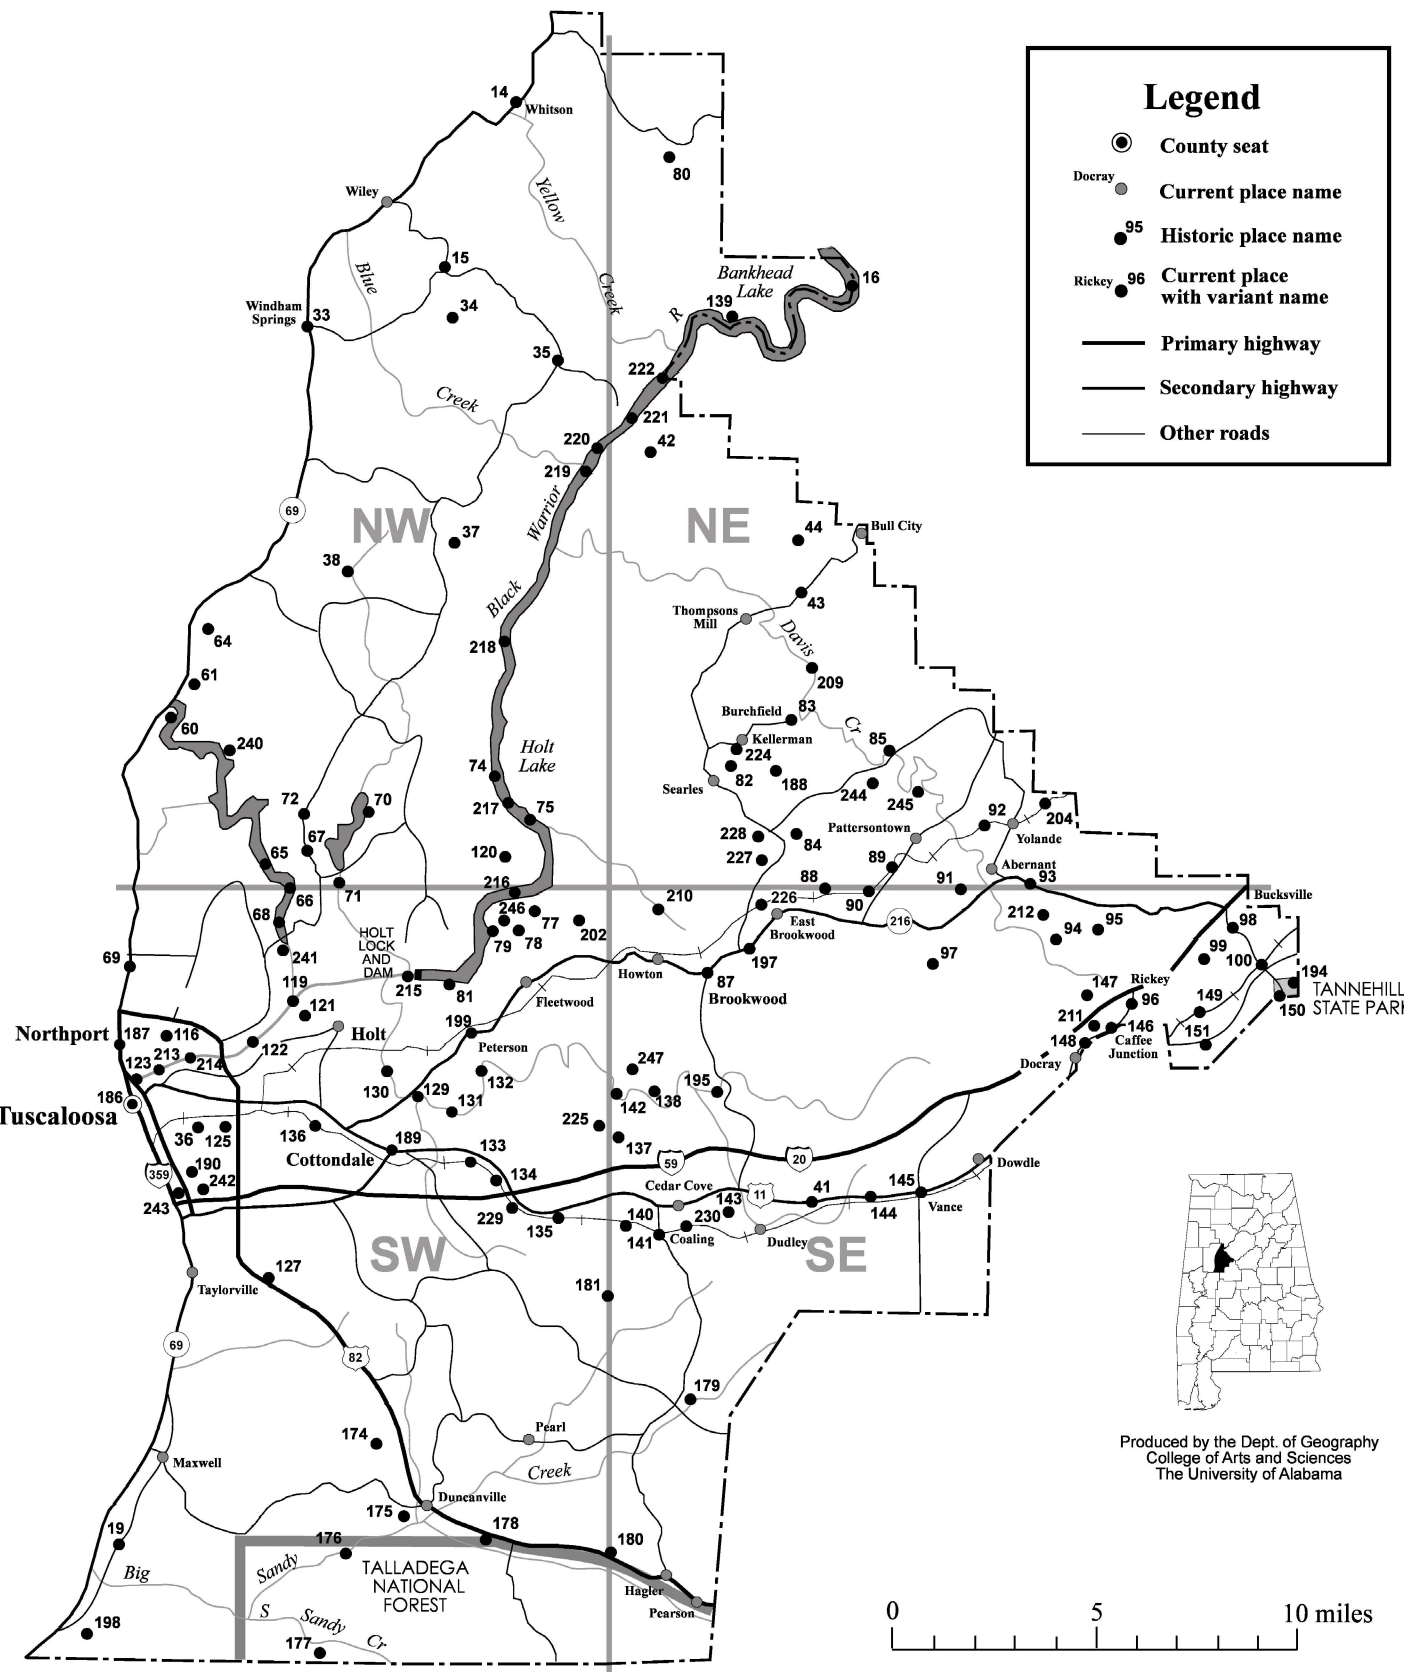 Legend
County seat
Docray
Current place name
95
Historic place name
Rickey 96
Current place
with variant name
Primary highway
Secondary highway
Other roads
14
Whitson
80
Wiley
Yellow
Creek
15
Blue
Creek
34
Windham
Springs
33
35
Bankhead
Lake
16
139
R
222
221
220
42
219
Warrior
Black
69
NW
NE
37
38
44
Bull City
43
Thompsons
Mill
Davis
Cr
64
218
61
209
60
240
Burchfield
83
Kellerman
224
82
188
85
Searles
244
245
Holt
Lake
74
217
75
72
70
67
228
84
227
Pattersontown
92
204
Yolande
89
Abernant
65
120
66
71
216
88
90
91
93
Bucksville
226
East
Brookwood
216
210
68
246
77
79
78
202
212
94
95
98
99
100
241
HOLT
LOCK
AND
DAM
69
197
97
119
215
81
Howton
87
Brookwood
Fleetwood
194
TANNEHILL
STATE PARK
150
149
151
147
Rickey
96
211
146
Caffee
Junction
148
Docray
121
Northport
187
116
Holt
199
Peterson
122
213
214
123
186
Tuscaloosa
130
129
132
131
247
142
138
195
225
137
36
125
136
189
Cottondale
133
134
59
20
Dowdle
359
190
242
243
Cedar Cove
11
41
145
144
Vance
143
229
135
140
141
230
Coaling
Dudley
SW
SE
Taylorville
127
181
69
82
179
174
Pearl
Creek
Maxwell
Duncanville
175
19
176
178
180
TALLADEGA
NATIONAL
FOREST
Sandy
Big
S
Sandy
Cr
Hagler
Pearson
198
177
Produced by the Dept. of Geography
College of Arts and Sciences
The University of Alabama
0 5 10 miles